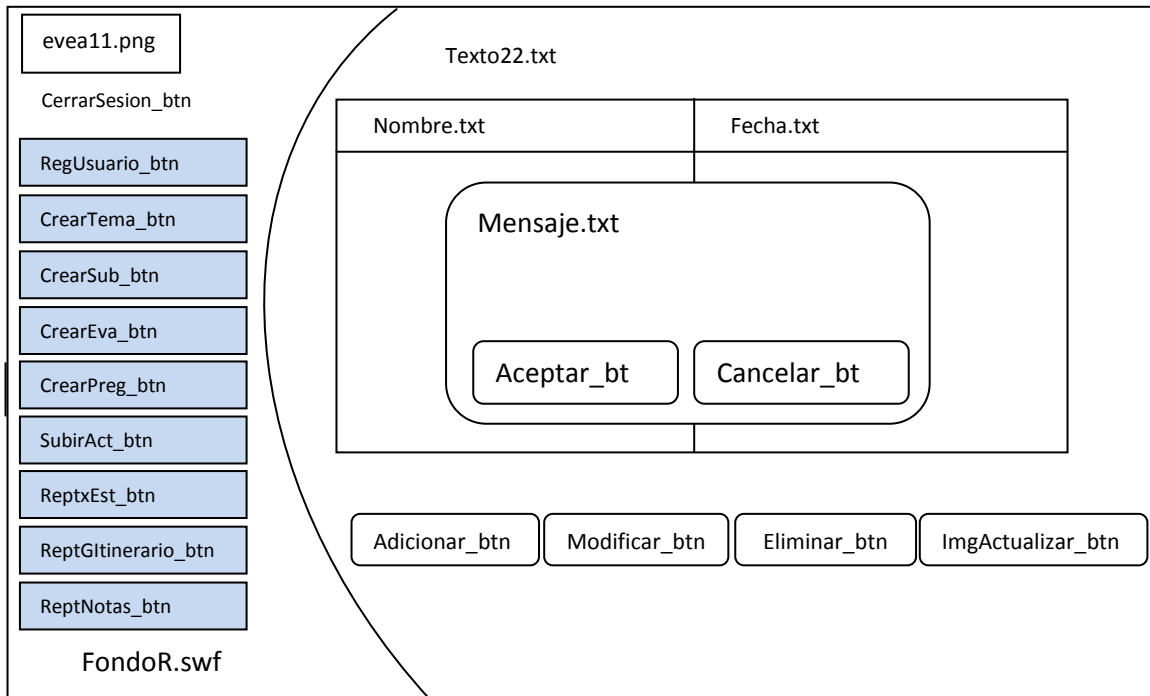 evea11.png
CerrarSesion_btn
RegUsuario_btn
CrearTema_btn
CrearSub_btn
CrearEva_btn
CrearPreg_btn
SubirAct_btn
ReptxEst_btn
ReptGItinerario_btn
ReptNotas_btn
FondoR.swf
Texto22.txt
Nombre.txt
Fecha.txt
Mensaje.txt
Aceptar_bt
Cancelar_bt
Adicionar_btn
Modificar_btn
Eliminar_btn
ImgActualizar_btn